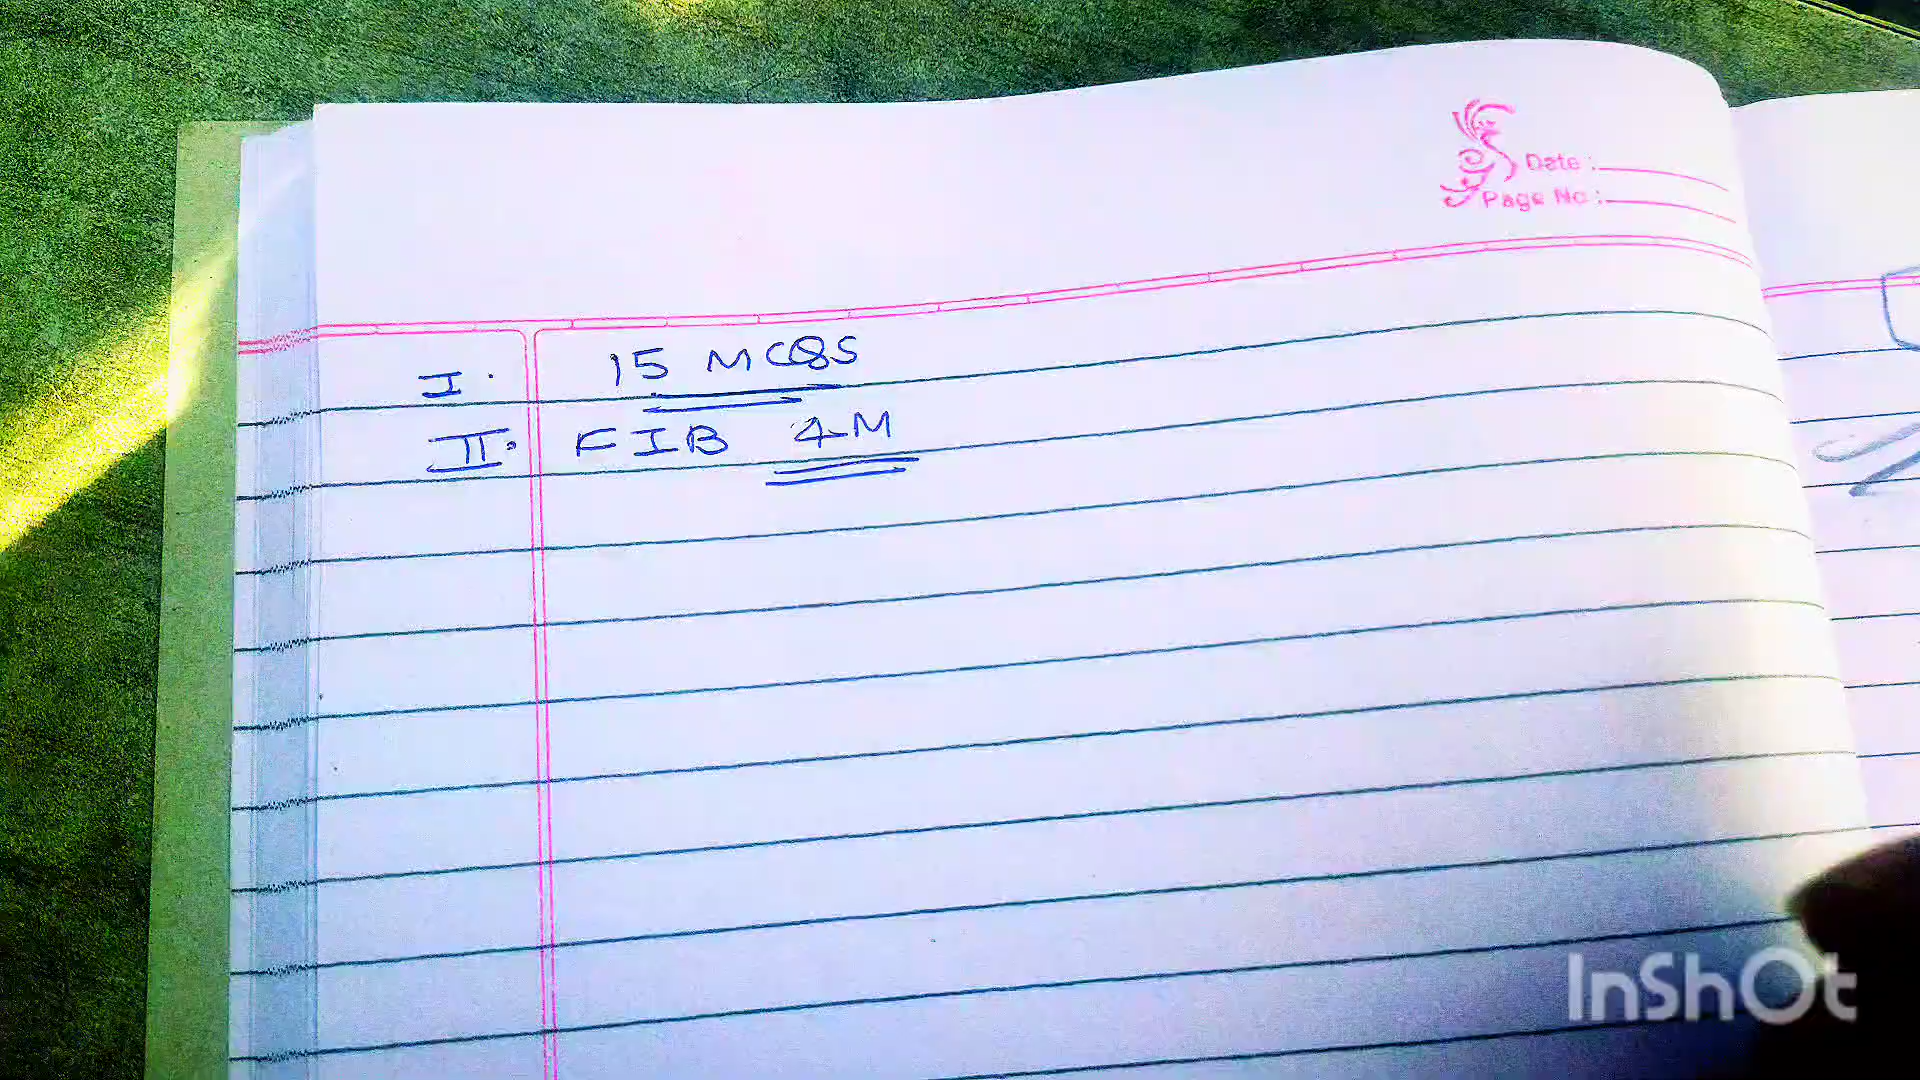 Date :
Page No :
I. 15 MCQS
II. FIB 4M
InShOt